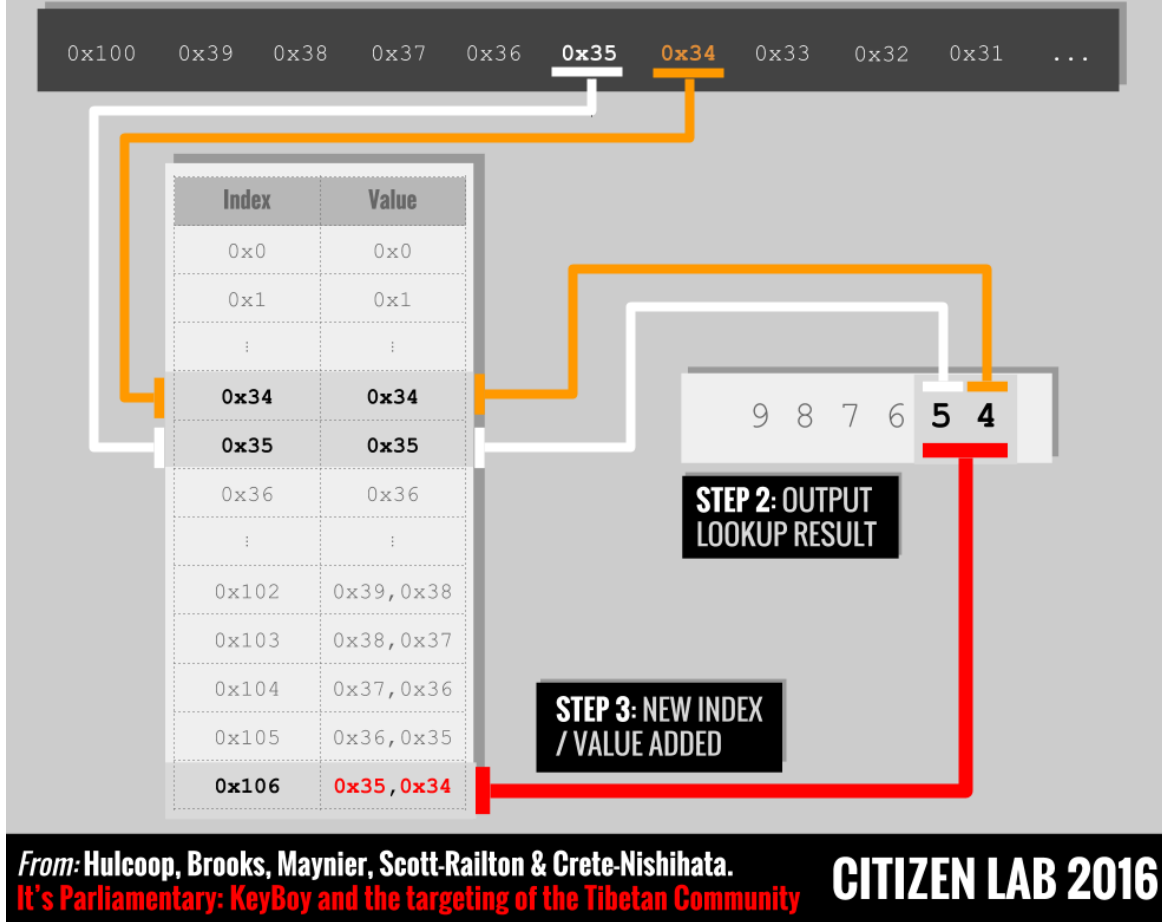 0x100 0x39 0x38 0x37 0x36 0x35 0x34 0x33 0x32 0x31 ...
Index Value
0x0 0x0
0x1 0x1
⋮ ⋮
0x34 0x34
0x35 0x35
0x36 0x36
⋮ ⋮
0x102 0x39,0x38
0x103 0x38,0x37
0x104 0x37,0x36
0x105 0x36,0x35
0x106 0x35,0x34
9 8 7 6 5 4
STEP 2: OUTPUT
LOOKUP RESULT
STEP 3: NEW INDEX
/ VALUE ADDED
From: Hulcoop, Brooks, Maynier, Scott-Railton & Crete-Nishihata.
It's Parliamentary: KeyBoy and the targeting of the Tibetan Community
CITIZEN LAB 2016